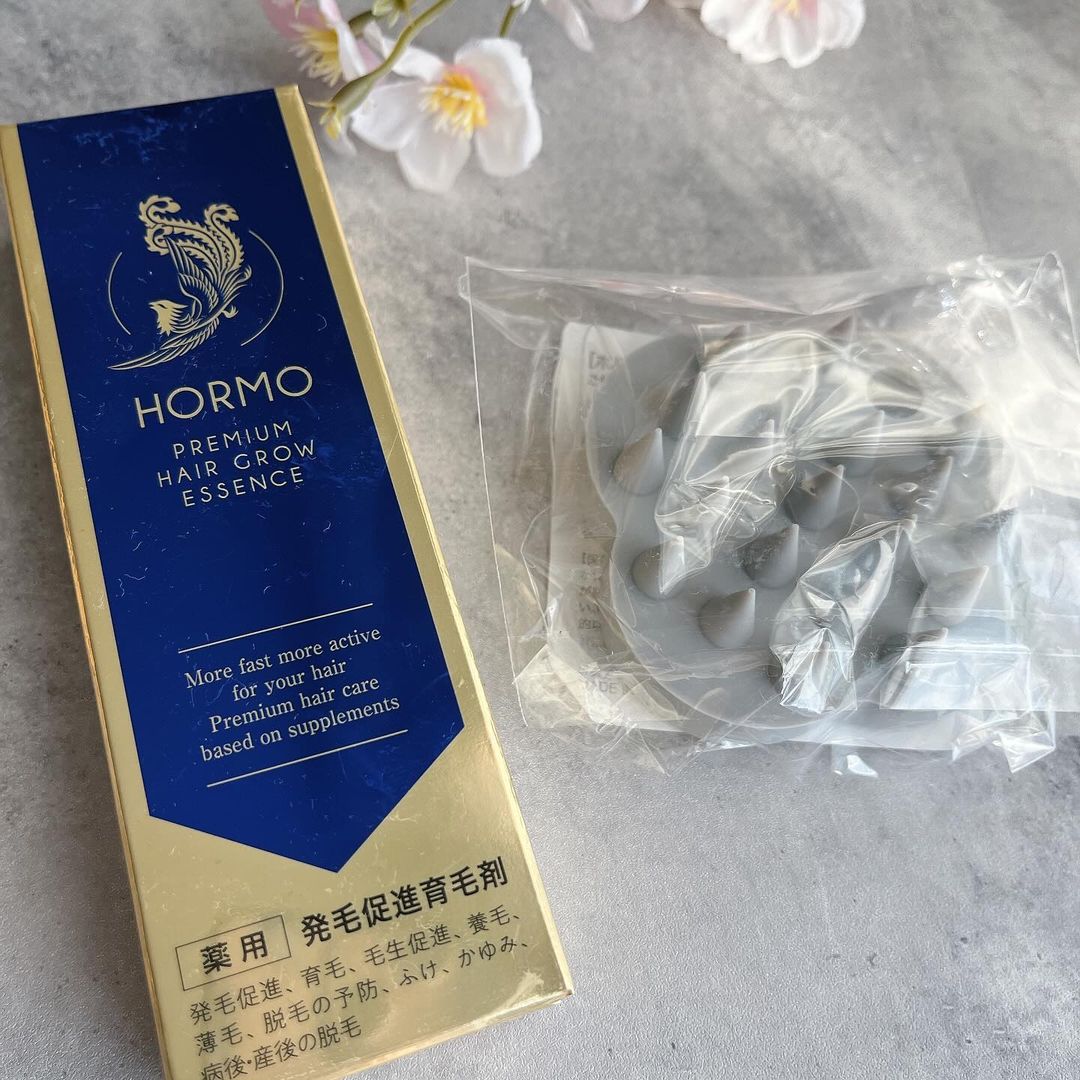 HORMO
PREMIUM
HAIR GROW
ESSENCE
More fast more active
for your hair
Premium hair care
based on supplements
薬用 発毛促進育毛剤
発毛促進、育毛、毛生促進、養毛、
薄毛、脱毛の予防、ふけ、かゆみ、
病後・産後の脱毛